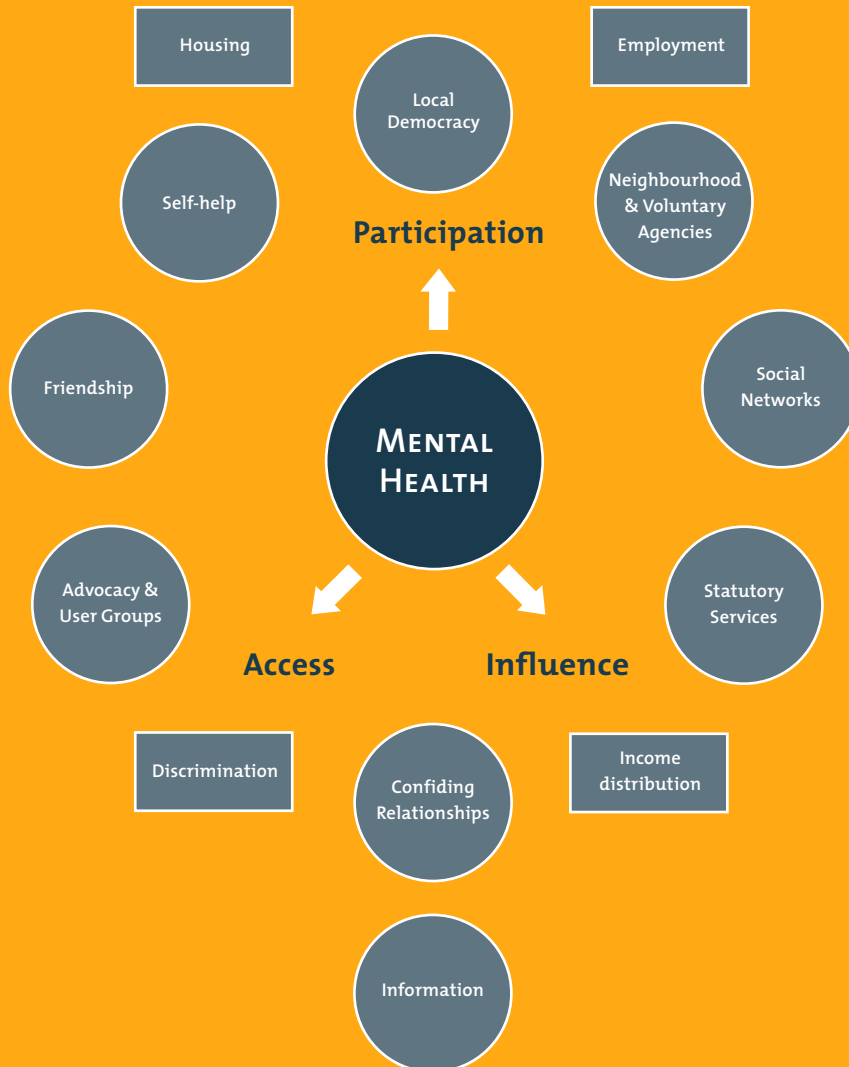 Housing
Employment
Local
Democracy
Self-help
Neighbourhood
& Voluntary
Agencies
Participation
Friendship
Social
Networks
MENTAL
HEALTH
Advocacy &
User Groups
Statutory
Services
Access
Influence
Discrimination
Confiding
Relationships
Income
distribution
Information